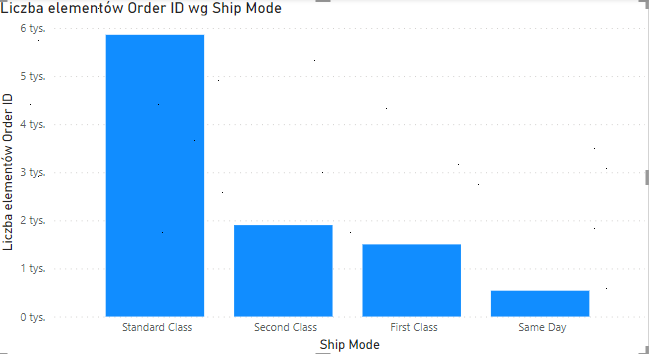 Liczba elementów Order ID wg Ship Mode
6 tys.
5 tys.
4 tys.
3 tys.
2 tys.
1 tys.
0 tys.
Liczba elementów Order ID
Standard Class
Second Class
First Class
Same Day
Ship Mode